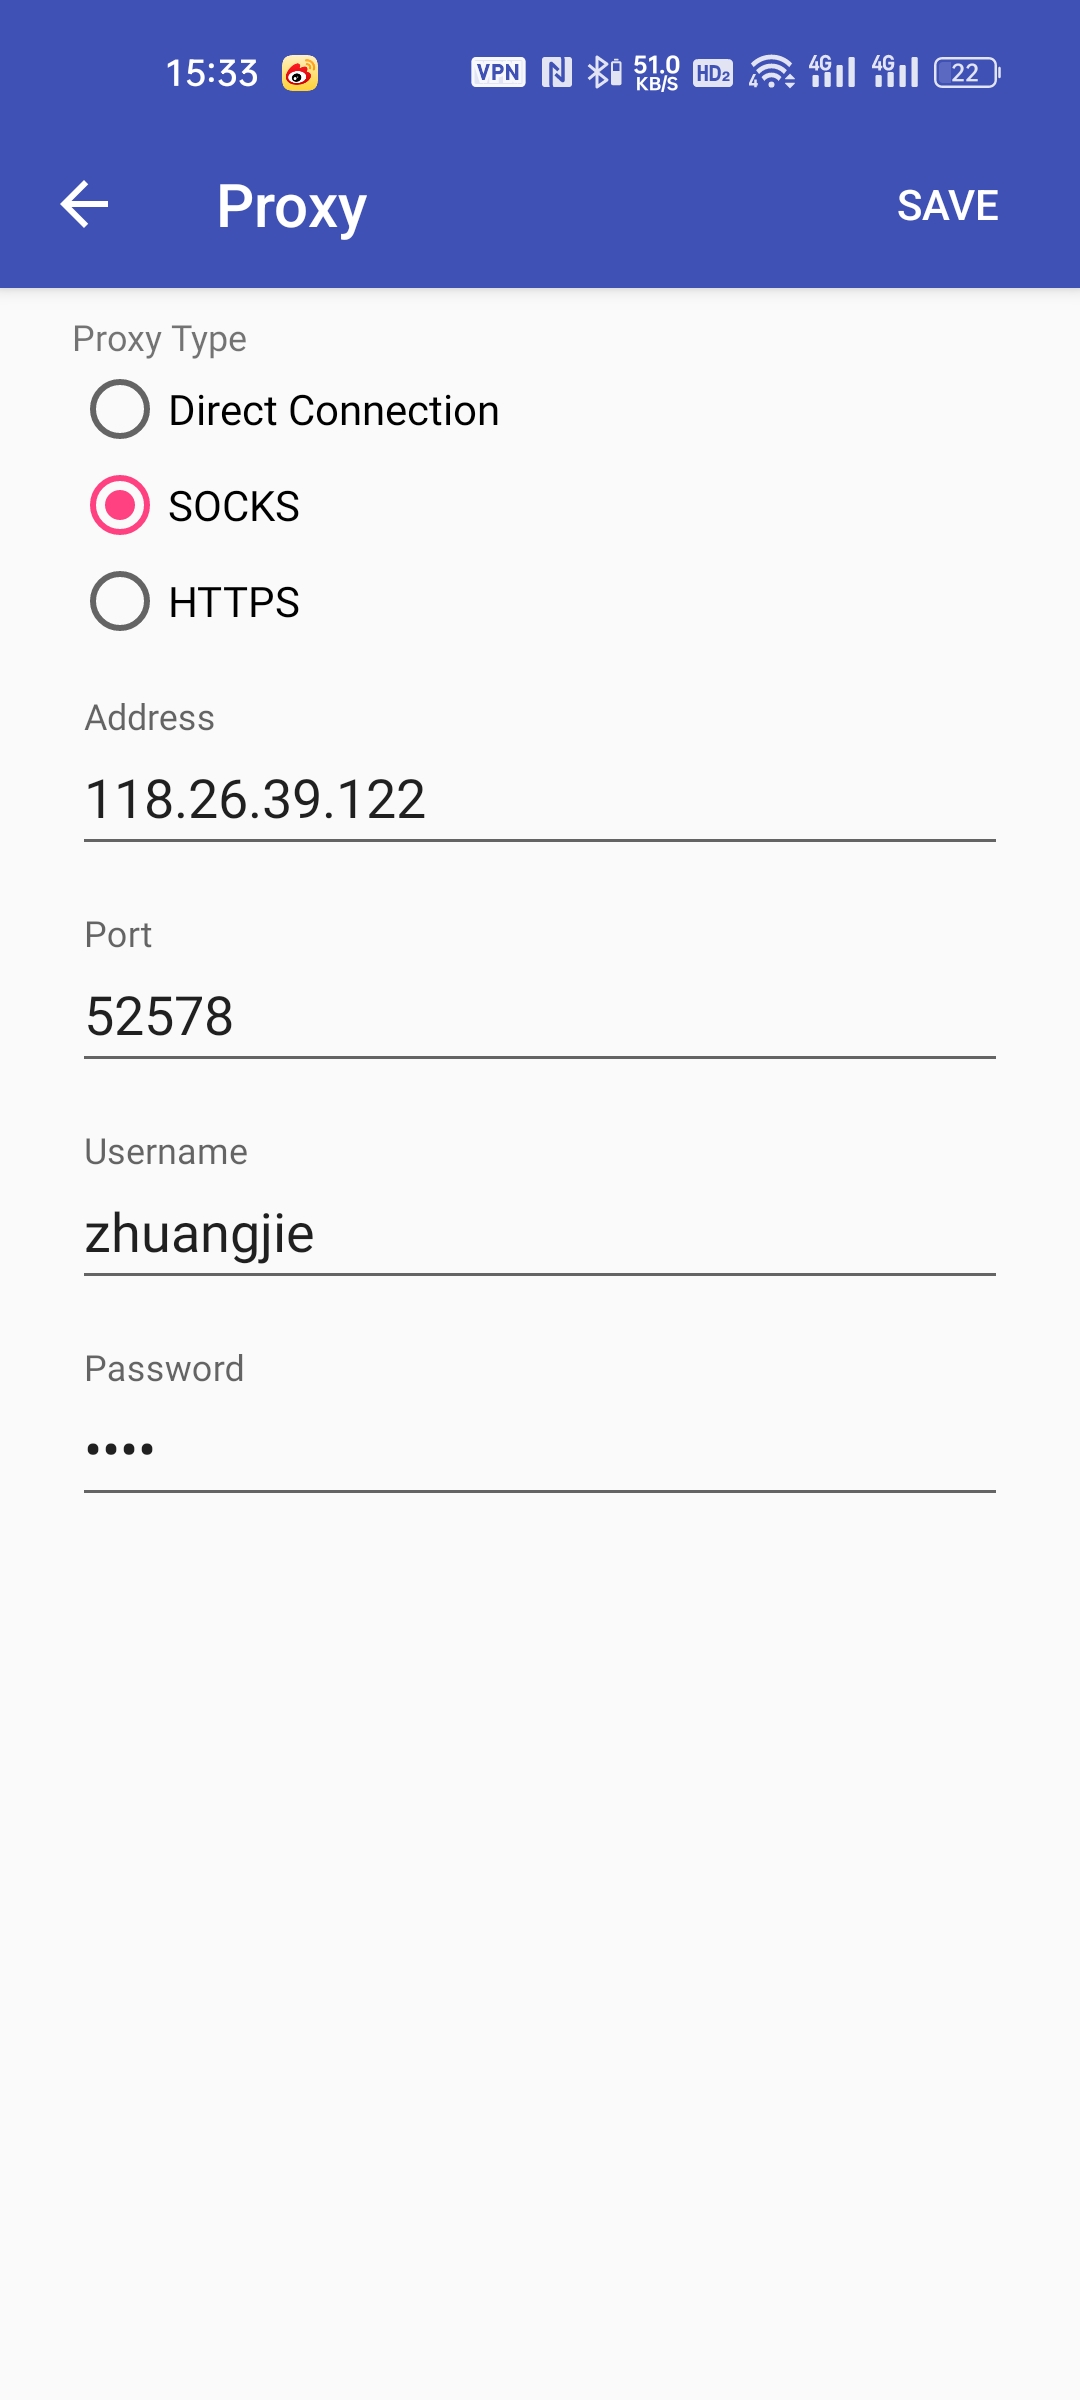 15:33 VPN 51.0 KB/S HD2 4 4G 4G 22
Proxy SAVE
Proxy Type
Direct Connection
SOCKS
HTTPS
Address
118.26.39.122
Port
52578
Username
zhuangjie
Password
••••